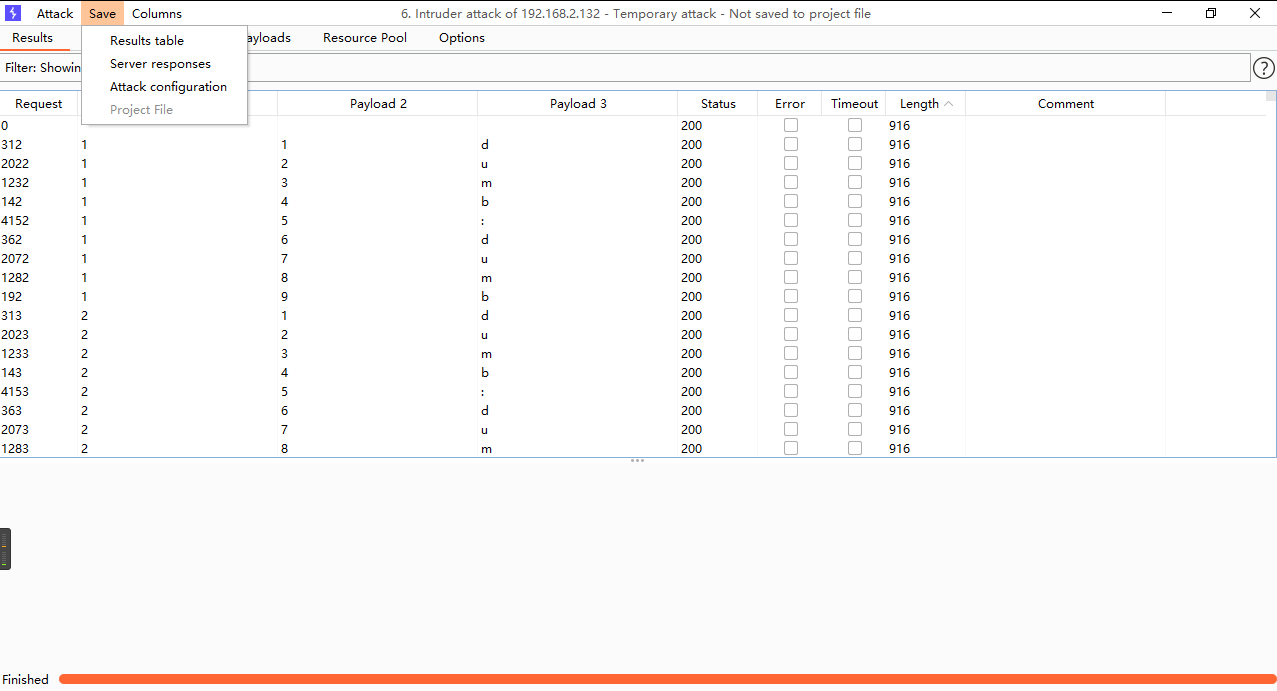 Attack Save Columns 6. Intruder attack of 192.168.2.132 - Temporary attack - Not saved to project file
Results ayloads Resource Pool Options
Results table
Server responses
Filter: Showin
Attack configuration
Request Payload 2 Payload 3 Status Error Timeout Length Comment
Project File
0 200 916
312 1 1 d 200 916
2022 1 2 u 200 916
1232 1 3 m 200 916
142 1 4 b 200 916
4152 1 5 : 200 916
362 1 6 d 200 916
2072 1 7 u 200 916
1282 1 8 m 200 916
192 1 9 b 200 916
313 2 1 d 200 916
2023 2 2 u 200 916
1233 2 3 m 200 916
143 2 4 b 200 916
4153 2 5 : 200 916
363 2 6 d 200 916
2073 2 7 u 200 916
1283 2 8 m 200 916
Finished